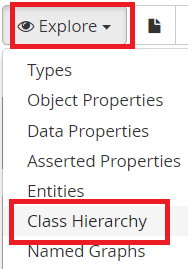 Explore
Types
Object Properties
Data Properties
Asserted Properties
Entities
Class Hierarchy
Named Graphs